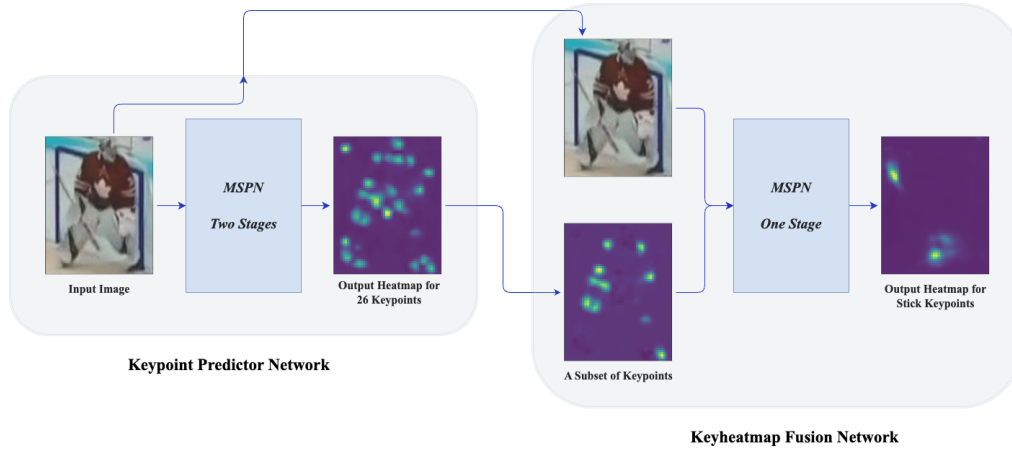 MSPN
Two Stages
Input Image
Output Heatmap for
26 Keypoints
Keypoint Predictor Network
A Subset of Keypoints
MSPN
One Stage
Output Heatmap for
Stick Keypoints
Keyheatmap Fusion Network